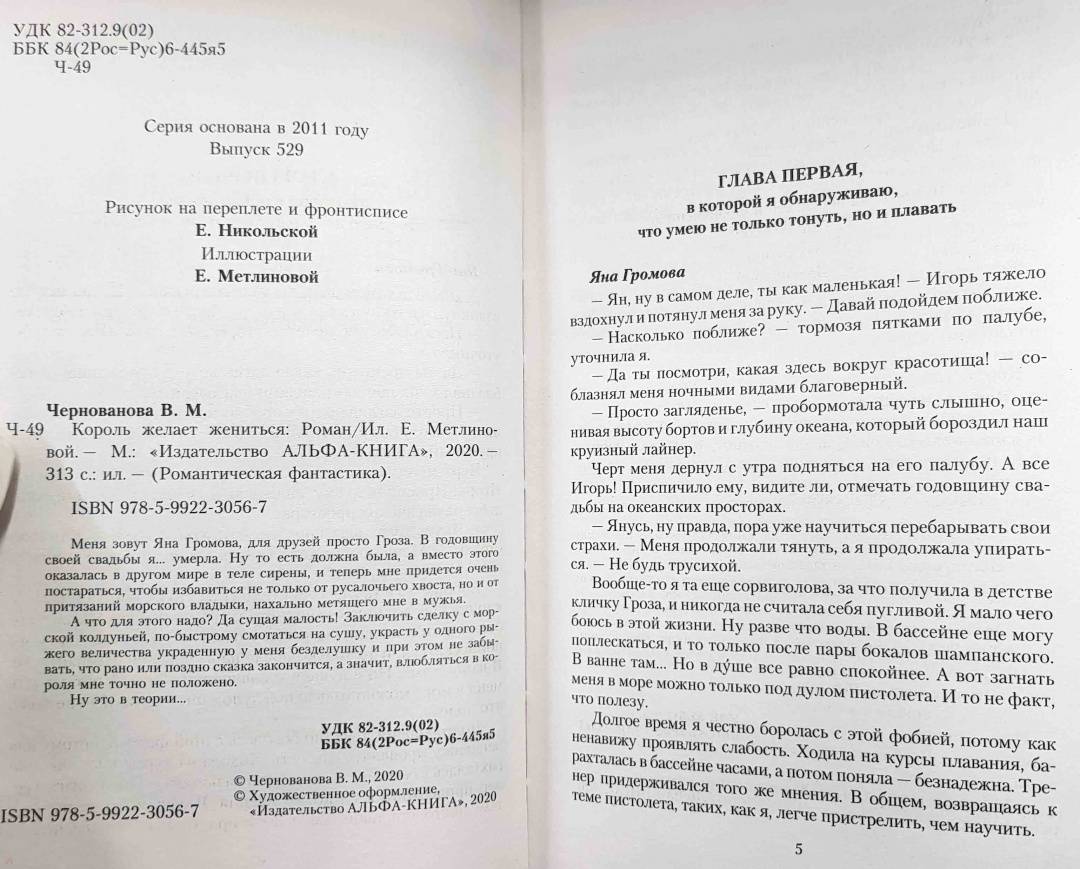 УДК 82-312.9(02)
ББК 84(2Рос=Рус)6-445я5
Ч-49
Серия основана в 2011 году
Выпуск 529
Рисунок на переплете и фронтисписе
Е. Никольской
Иллюстрации
Е. Метлиновой
Чернованова В. М.
Ч-49 Король желает жениться: Роман/Ил. Е. Метлино-
вой. — М.: «Издательство АЛЬФА-КНИГА», 2020. —
313 с.: ил. — (Романтическая фантастика).
ISBN 978-5-9922-3056-7
Меня зовут Яна Громова, для друзей просто Гроза. В годовщину
своей свадьбы я... умерла. Ну то есть должна была, а вместо этого
оказалась в другом мире в теле сирены, и теперь мне придется очень
постараться, чтобы избавиться не только от русалочьего хвоста, но и от
притязаний морского владыки, нахально метящего мне в мужья.
А что для этого надо? Да сущая малость! Заключить сделку с мор-
ской колдуньей, по-быстрому смотаться на сушу, украсть у одного ры-
жего величества украденную у меня безделушку и при этом не забы-
вать, что рано или поздно сказка закончится, а значит, влюбляться в ко-
роля мне точно не положено.
Ну это в теории...
УДК 82-312.9(02)
ББК 84(2Рос=Рус)6-445я5
© Чернованова В. М., 2020
© Художественное оформление,
«Издательство АЛЬФА-КНИГА», 2020
ISBN 978-5-9922-3056-7
ГЛАВА ПЕРВАЯ,
в которой я обнаруживаю,
что умею не только тонуть, но и плавать
Яна Громова
— Ян, ну в самом деле, ты как маленькая! — Игорь тяжело
вздохнул и потянул меня за руку. — Давай подойдем поближе.
— Насколько поближе? — тормозя пятками по палубе,
уточнила я.
— Да ты посмотри, какая здесь вокруг красотища! — со-
блазнял меня ночными видами благоверный.
— Просто загляденье, — пробормотала чуть слышно, оце-
нивая высоту бортов и глубину океана, который бороздил наш
круизный лайнер.
Черт меня дернул с утра подняться на его палубу. А все
Игорь! Приспичило ему, видите ли, отмечать годовщину сва-
дьбы на океанских просторах.
— Янусь, ну правда, пора уже научиться перебарывать свои
страхи. — Меня продолжали тянуть, а я продолжала упирать-
ся. — Не будь трусихой.
Вообще-то я та еще сорвиголова, за что получила в детстве
кличку Гроза, и никогда не считала себя пугливой. Я мало чего
боюсь в этой жизни. Ну разве что воды. В бассейне еще могу
поплескаться, и то только после пары бокалов шампанского.
В ванне там... Но в ду́ше все равно спокойнее. А вот загнать
меня в море можно только под дулом пистолета. И то не факт,
что полезу.
Долгое время я честно боролась с этой фобией, потому как
ненавижу проявлять слабость. Ходила на курсы плавания, ба-
рахталась в бассейне часами, а потом поняла — безнадежна. Тре-
нер придерживался того же мнения. В общем, возвращаясь к
теме пистолета, таких, как я, легче пристрелить, чем научить.
5